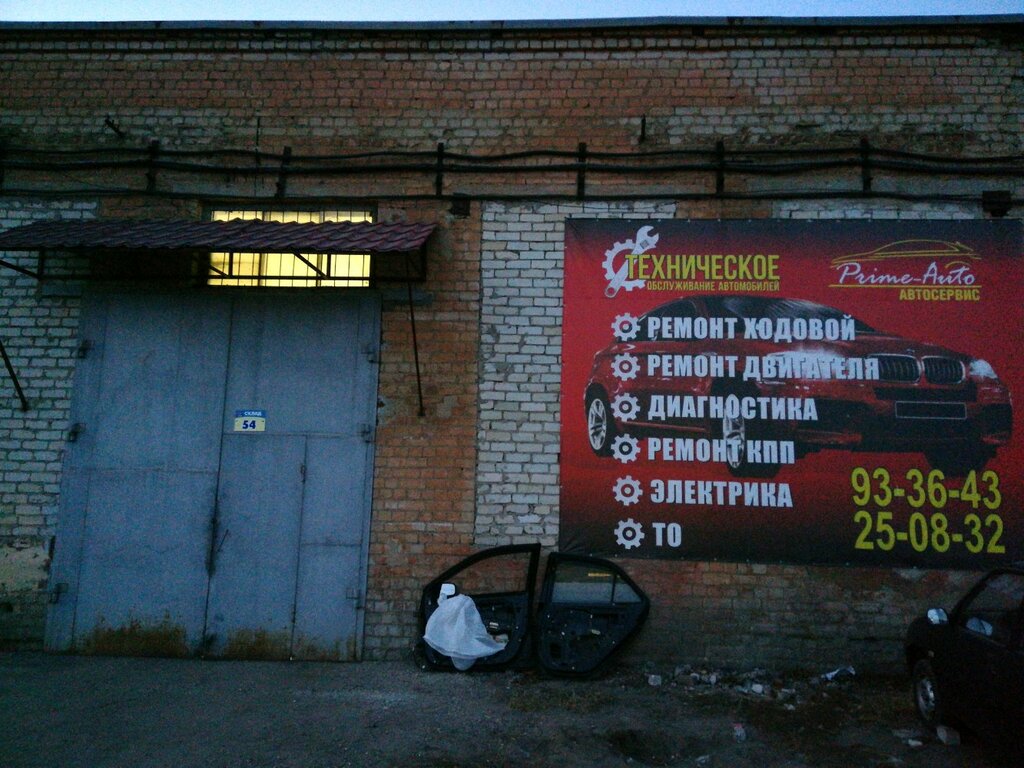 СКЛАД
54
ТЕХНИЧЕСКОЕ
ОБСЛУЖИВАНИЕ АВТОМОБИЛЕЙ
Prime-Auto
АВТОСЕРВИС
РЕМОНТ ХОДОВОЙ
РЕМОНТ ДВИГАТЕЛЯ
ДИАГНОСТИКА
РЕМОНТ КПП
ЭЛЕКТРИКА
ТО
93-36-43
25-08-32